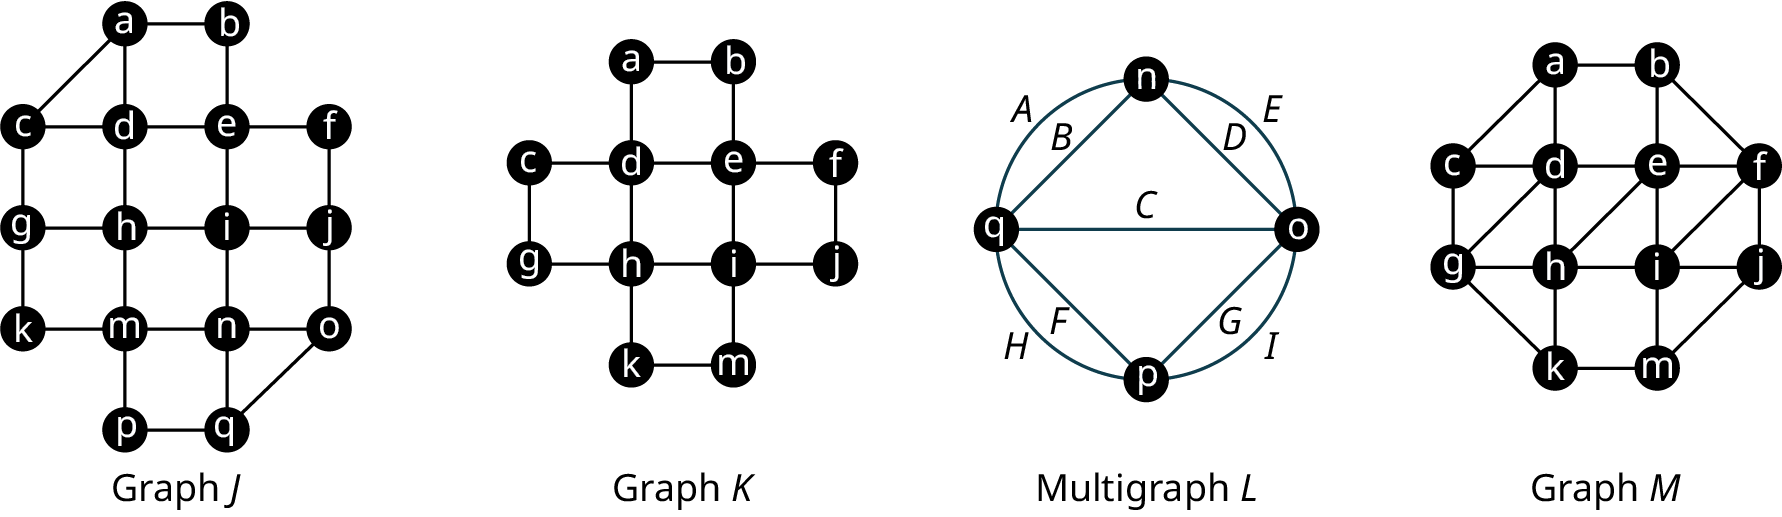 a b
c d e f
g h i j
k m n o
p q
Graph J
a b
c d e f
g h i j
k m
Graph K
n
A E
B D
C
q o
F G
H I
p
Multigraph L
a b
c d e f
g h i j
k m
Graph M